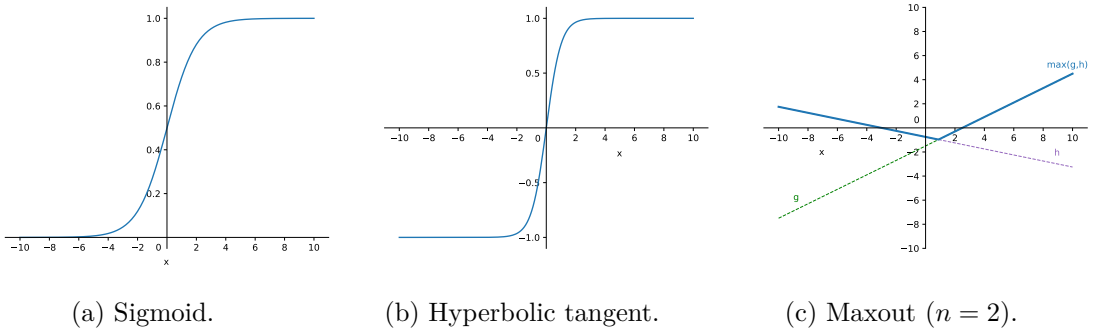 1.0
0.8
0.6
0.4
0.2
−10 −8 −6 −4 −2 0 2 4 6 8 10
x
1.0
0.5
−10 −8 −6 −4 −2 0 2 4 6 8 10
x
−0.5
−1.0
10
8
6
4
2
0
max(g,h)
−10 −8 −6 −4 −2 2 4 6 8 10
x
h
g
−2
−4
−6
−8
−10
(a) Sigmoid.
(b) Hyperbolic tangent.
(c) Maxout (n = 2).